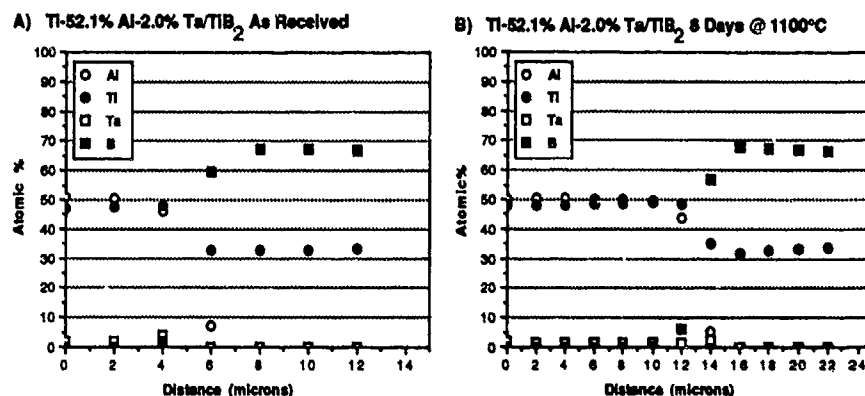 A) Ti-52.1% Al-2.0% Ta/TiB2 As Received
100
90
80
70
60
50
40
30
20
10
0
Atomic %
Al
Ti
Ta
B
0 2 4 6 8 10 12 14
Distance (microns)
B) Ti-52.1% Al-2.0% Ta/TiB2 8 Days @ 1100°C
100
90
80
70
60
50
40
30
20
10
0
Atomic%
Al
Ti
Ta
B
0 2 4 6 8 10 12 14 16 18 20 22 24
Distance (microns)